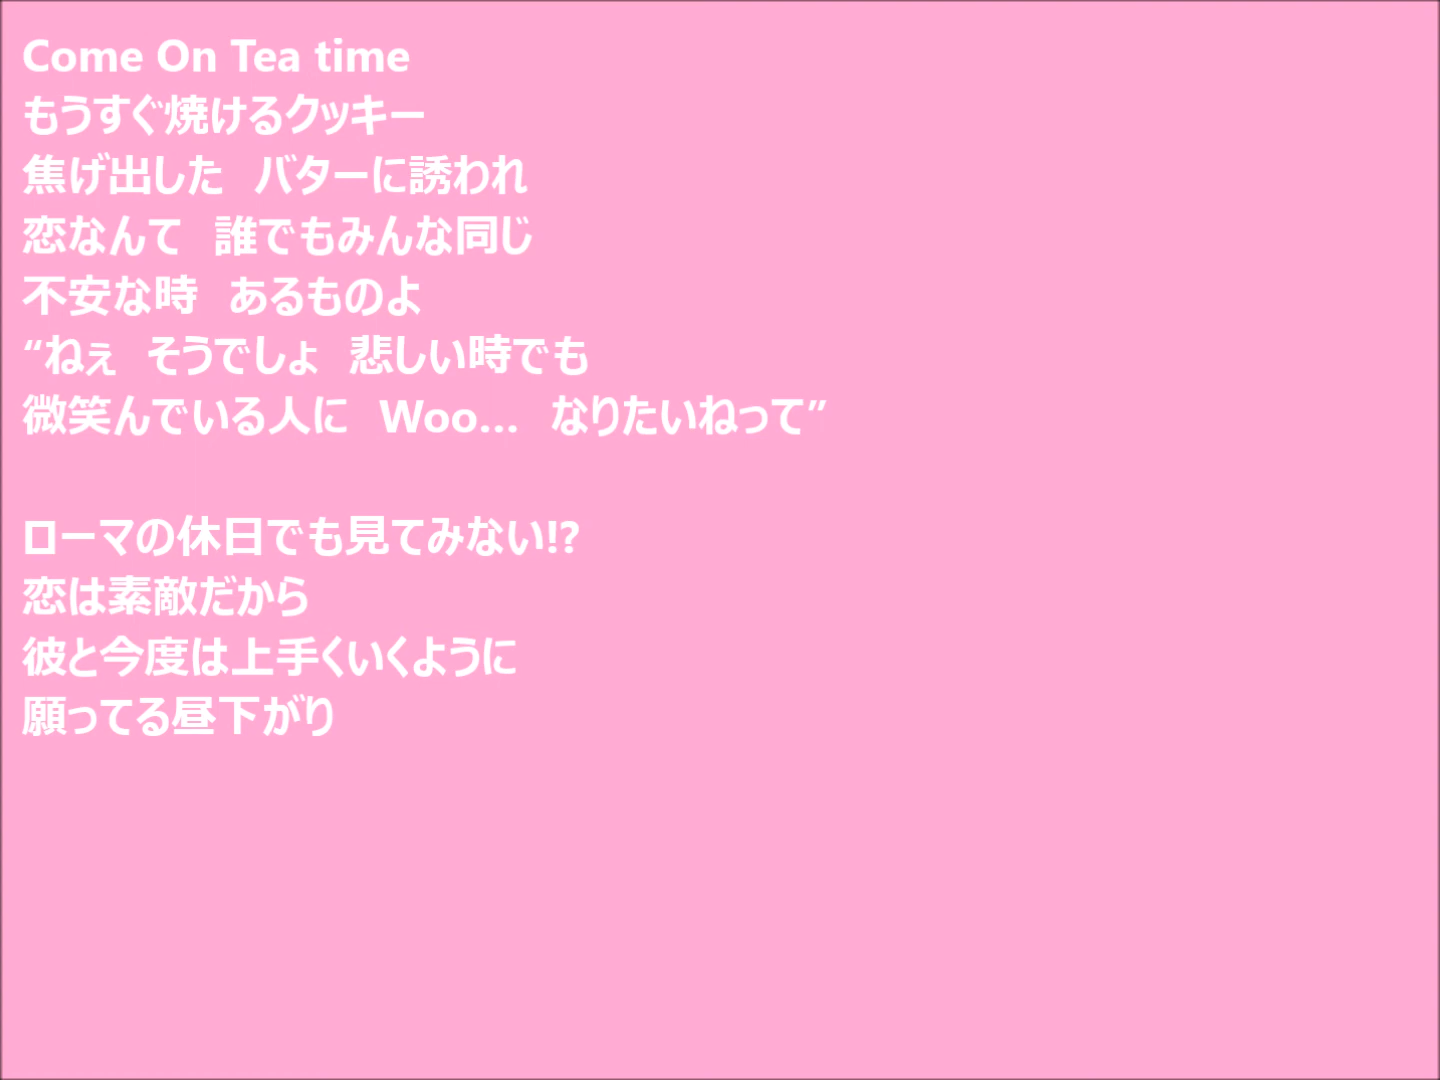 Come On Tea time
もうすぐ焼けるクッキー
焦げ出した　バターに誘われ
恋なんて　誰でもみんな同じ
不安な時　あるものよ
“ねぇ　そうでしょ　悲しい時でも
微笑んでいる人に　Woo…　なりたいねって”
ローマの休日でも見てみない!?
恋は素敵だから
彼と今度は上手くいくように
願ってる昼下がり